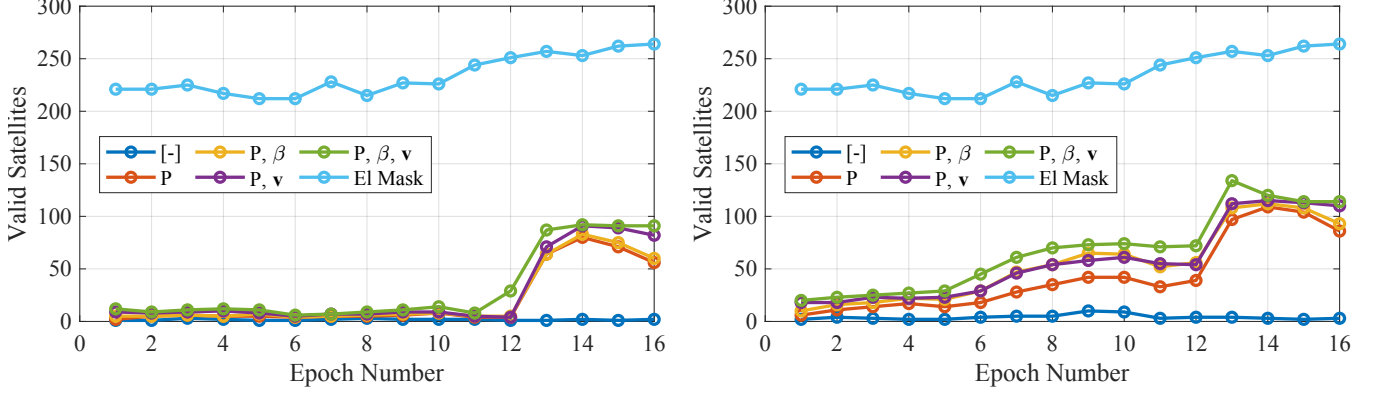 300
250
200
150
100
50
0
Valid Satellites
[-] P, β P, β, v
P P, v El Mask
0 2 4 6 8 10 12 14 16
Epoch Number
300
250
200
150
100
50
0
Valid Satellites
[-] P, β P, β, v
P P, v El Mask
0 2 4 6 8 10 12 14 16
Epoch Number